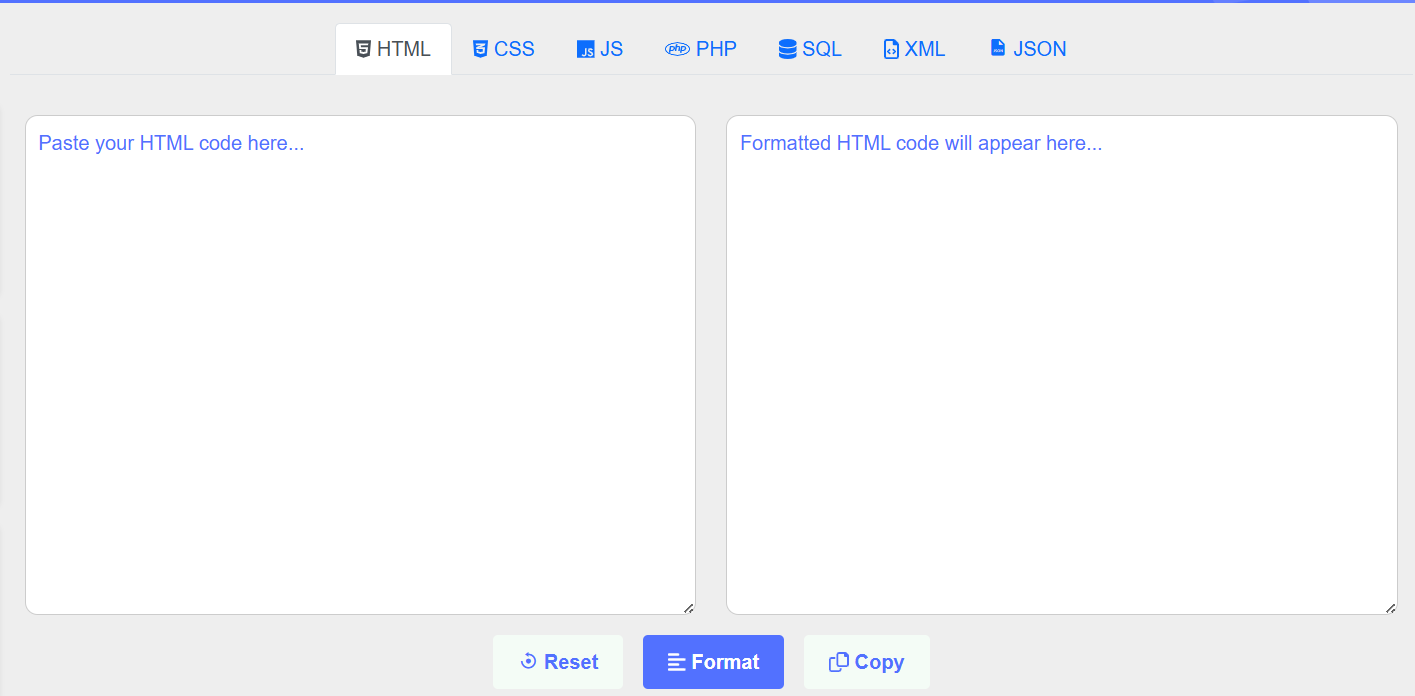 HTML CSS JS PHP SQL XML JSON
Paste your HTML code here...
Formatted HTML code will appear here...
Reset Format Copy